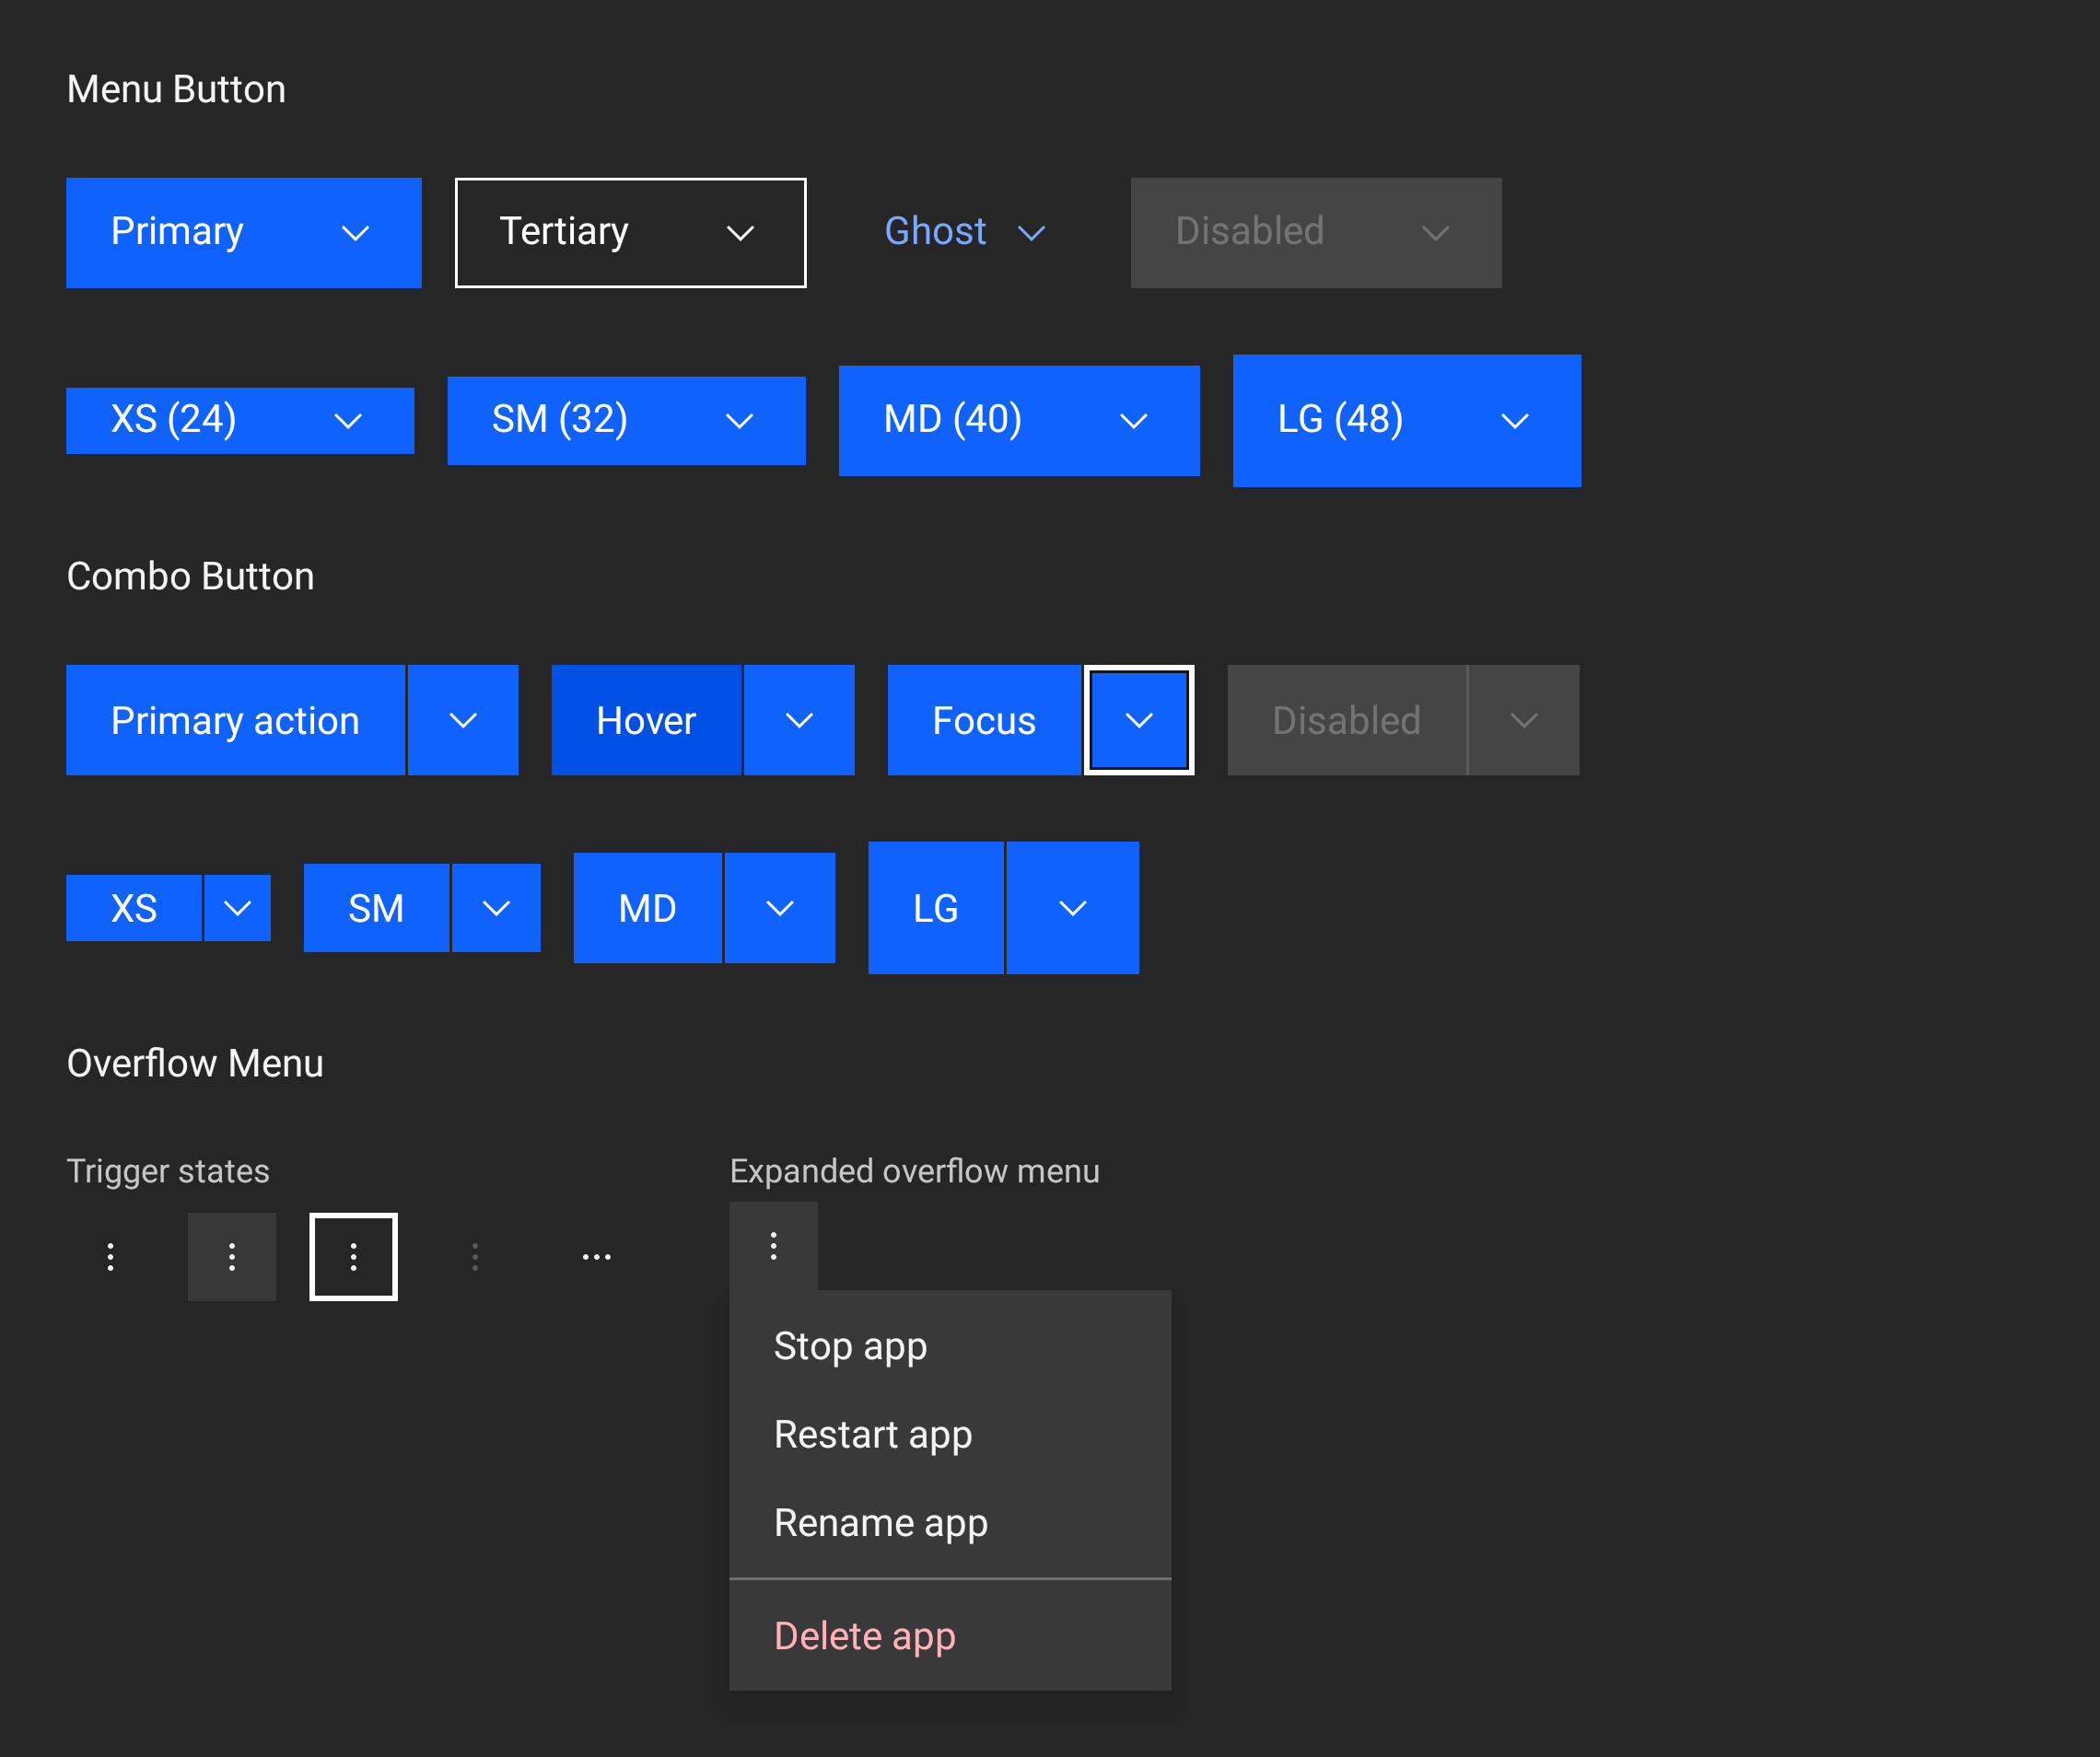 Menu Button
Primary
Tertiary
Ghost
Disabled
XS (24)
SM (32)
MD (40)
LG (48)
Combo Button
Primary action
Hover
Focus
Disabled
XS
SM
MD
LG
Overflow Menu
Trigger states
Expanded overflow menu
Stop app
Restart app
Rename app
Delete app